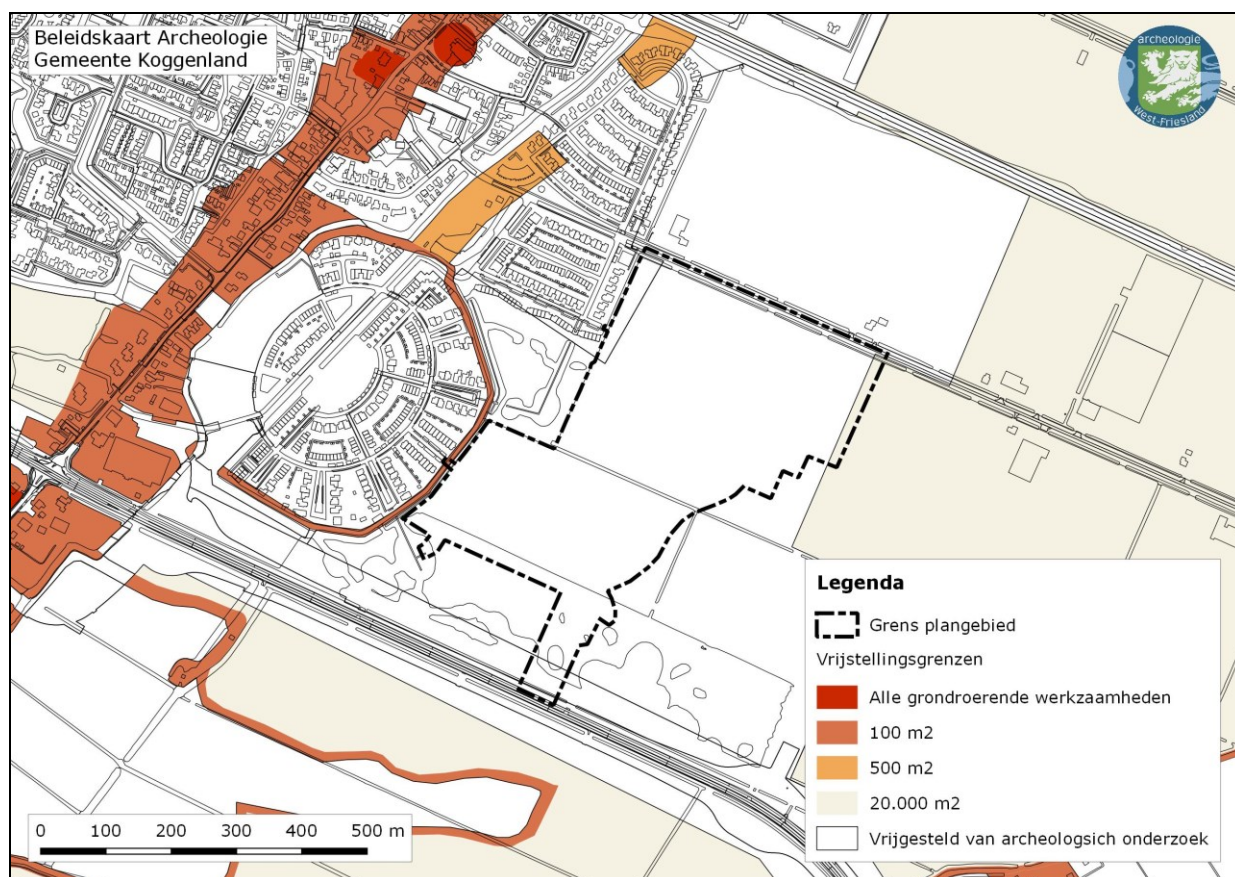 Beleidskaart Archeologie
Gemeente Koggenland
archeologie
West-Friesland
Legenda
Grens plangebied
Vrijstellingsgrenzen
Alle grondroerende werkzaamheden
100 m2
500 m2
20.000 m2
Vrijgesteld van archeologsich onderzoek
0 100 200 300 400 500 m